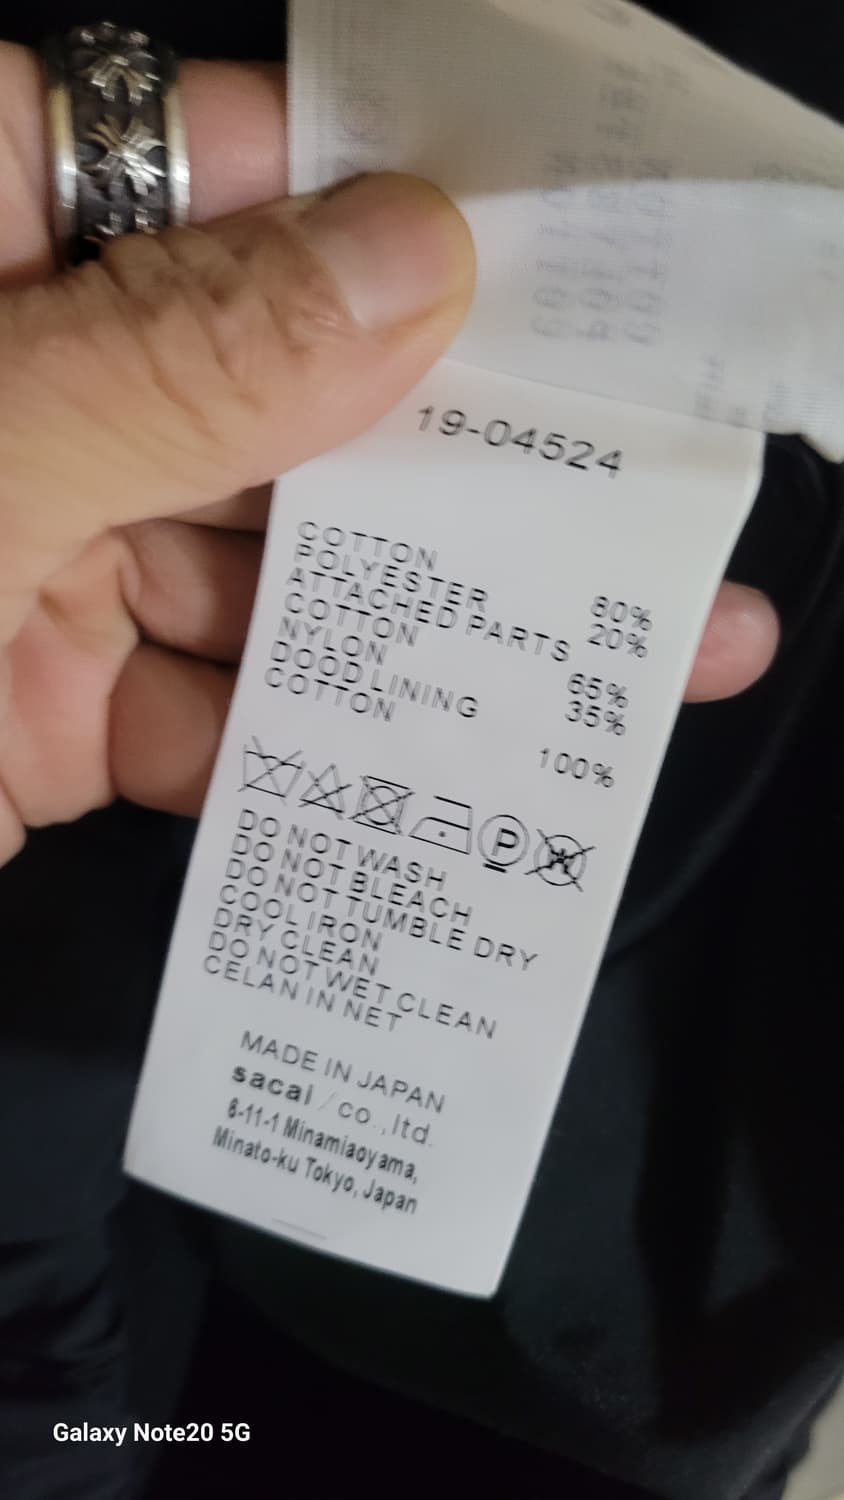 19-04524
COTTON 80%
POLYESTER 20%
ATTACHED PARTS
COTTON 65%
NYLON 35%
DOOD LINING
COTTON 100%
P
W
DO NOT WASH
DO NOT BLEACH
DO NOT TUMBLE DRY
COOL IRON
DRY CLEAN
DO NOT WET CLEAN
CELAN IN NET
MADE IN JAPAN
sacai / co.,ltd.
6-11-1 Minamiaoyama,
Minato-ku Tokyo, Japan
Galaxy Note20 5G